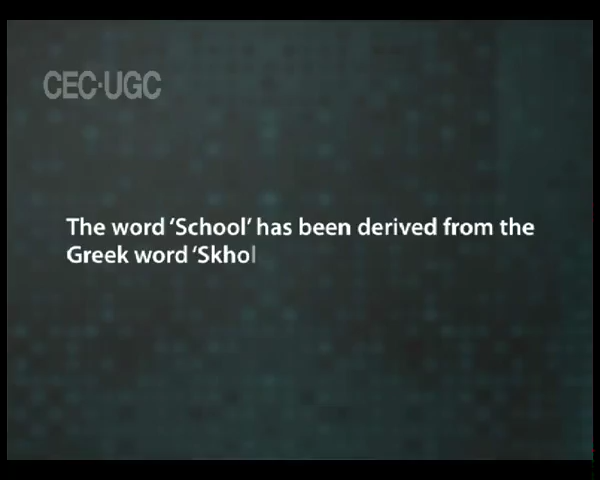 CEC-UGC
The word ‘School’ has been derived from the
Greek word ‘Skhol